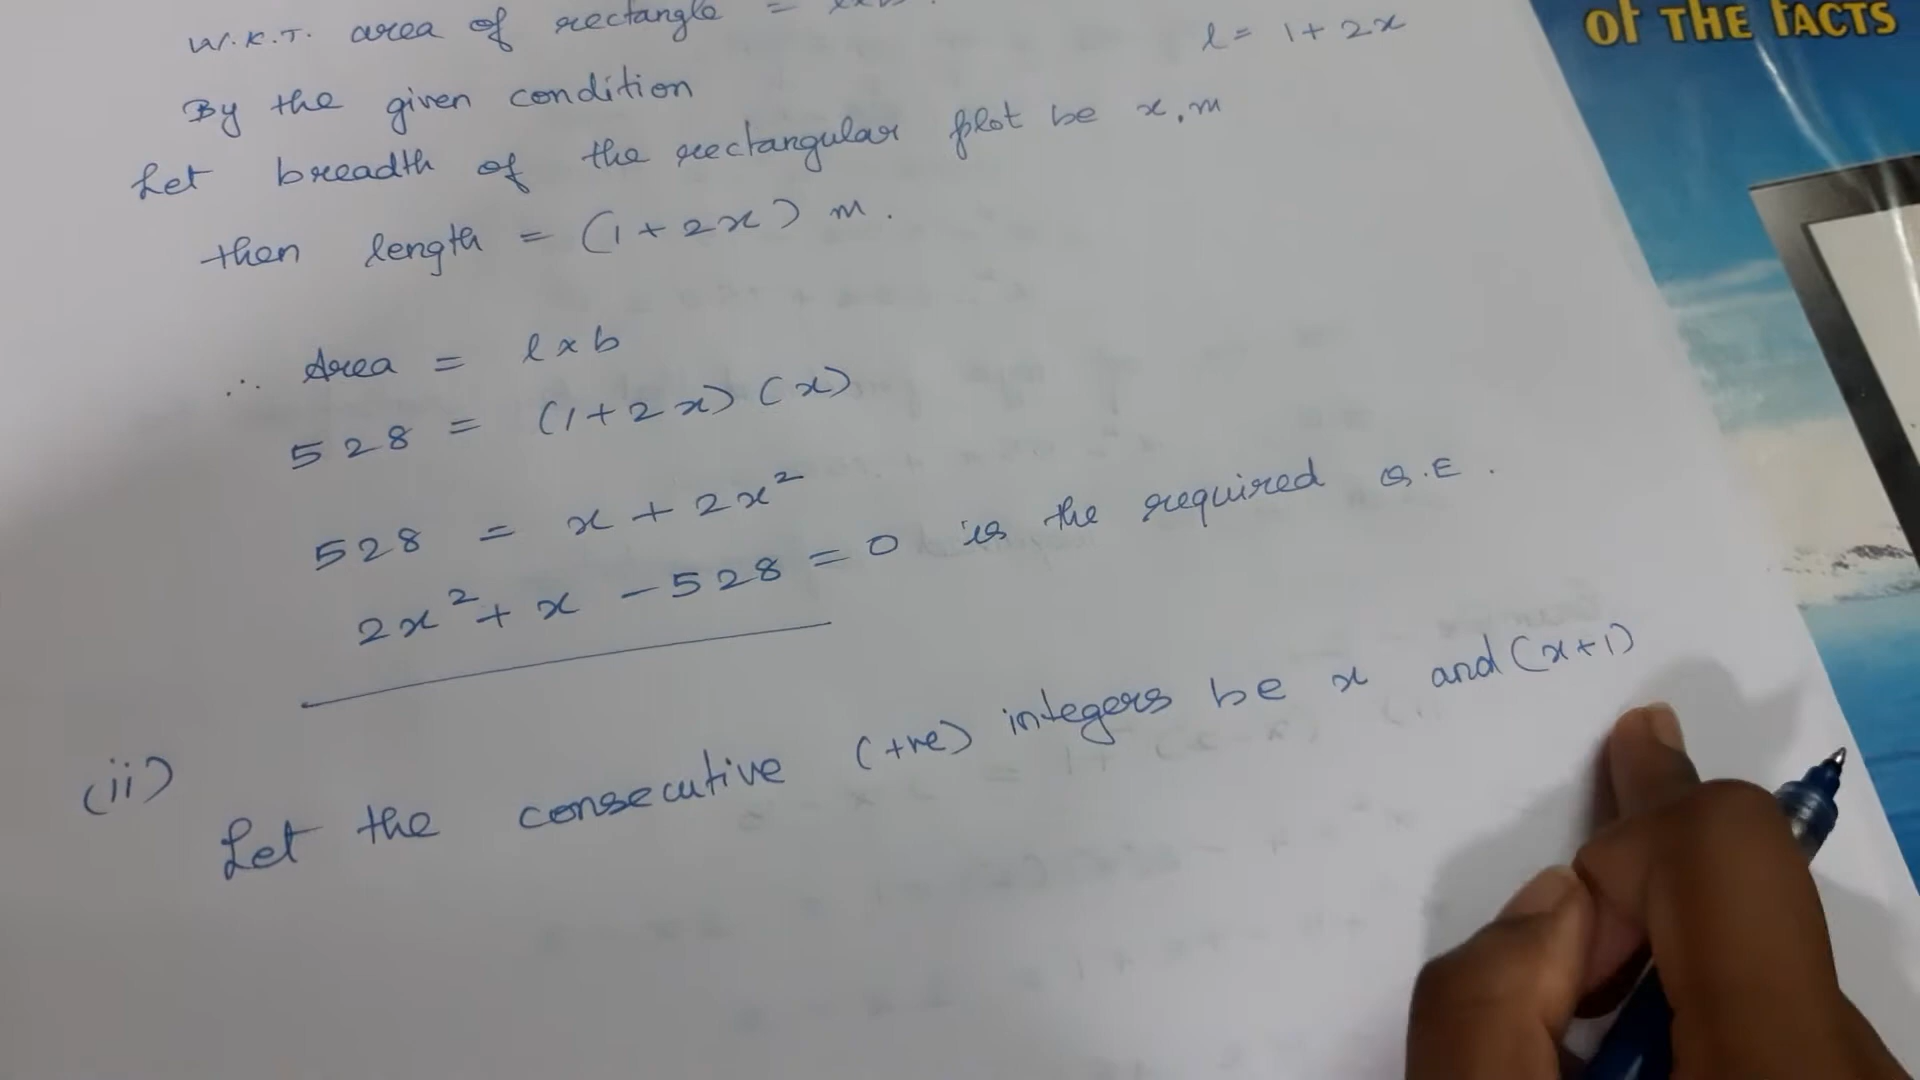 W.K.T. area of rectangle =
l = 1 + 2x
By the given condition
Let breadth of the rectangular plot be x, m
then length = (1 + 2x) m.
∴ Area = l x b
528 = (1 + 2x) (x)
528 = x + 2x²
2x² + x - 528 = 0 is the required Q.E.
(ii)
Let the consecutive (+ve) integers be x and (x+1)
OF THE FACTS